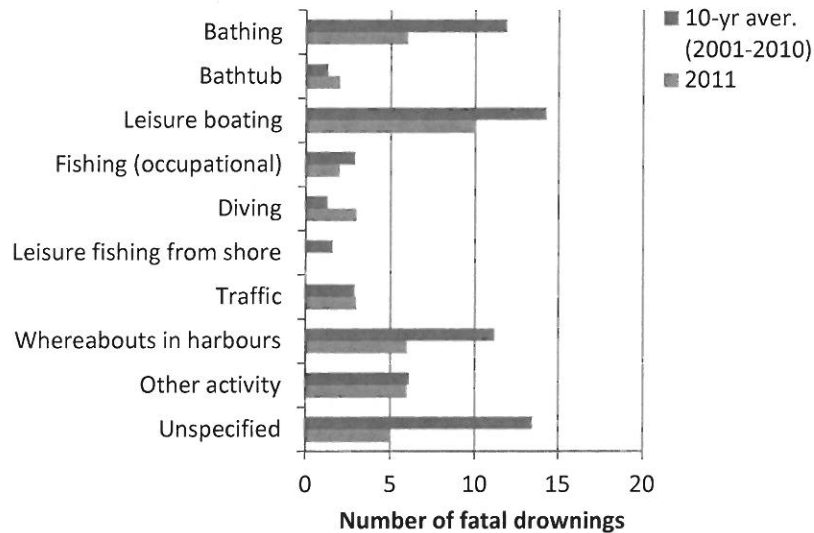 Bathing
Bathtub
Leisure boating
Fishing (occupational)
Diving
Leisure fishing from shore
Traffic
Whereabouts in harbours
Other activity
Unspecified
0 5 10 15 20
Number of fatal drownings
10-yr aver.
(2001-2010)
2011